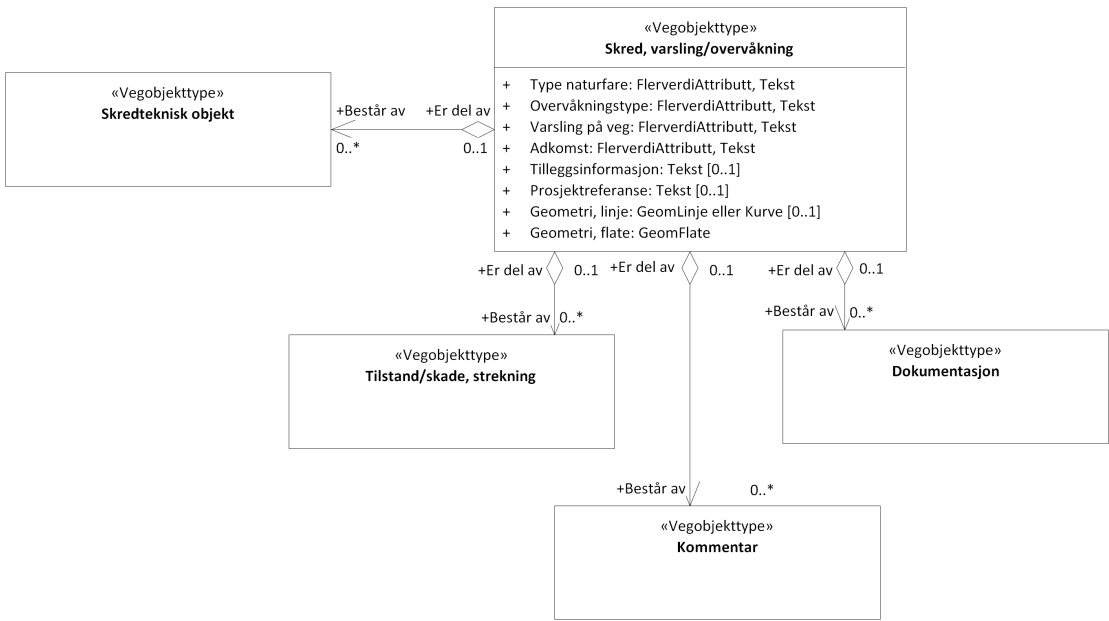 «Vegobjekttype»
Skred, varsling/overvåkning
+ Type naturfare: FlerverdiAttributt, Tekst
+ Overvåkningstype: FlerverdiAttributt, Tekst
+ Varsling på veg: FlerverdiAttributt, Tekst
+ Adkomst: FlerverdiAttributt, Tekst
+ Tilleggsinformasjon: Tekst [0..1]
+ Prosjektreferanse: Tekst [0..1]
+ Geometri, linje: GeomLinje eller Kurve [0..1]
+ Geometri, flate: GeomFlate
«Vegobjekttype»
Skredteknisk objekt
+Består av +Er del av
0..* 0..1
+Er del av 0..1 +Er del av 0..1 +Er del av 0..1
+Består av 0..* +Består av 0..*
«Vegobjekttype»
Tilstand/skade, strekning
«Vegobjekttype»
Dokumentasjon
+Består av 0..*
«Vegobjekttype»
Kommentar